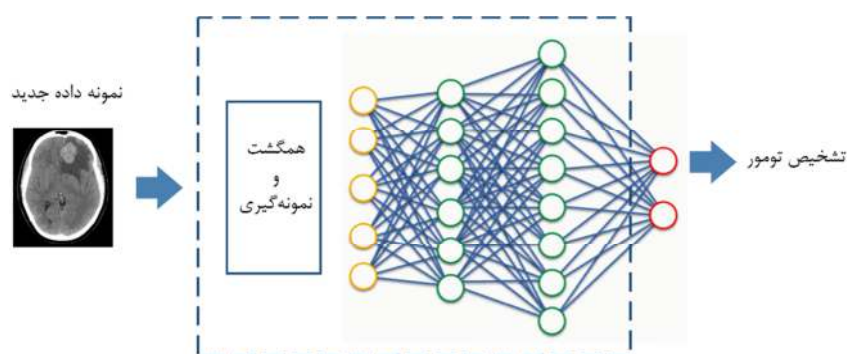 نمونه داده جدید
همگشت
و
نمونه‌گیری
تشخیص تومور